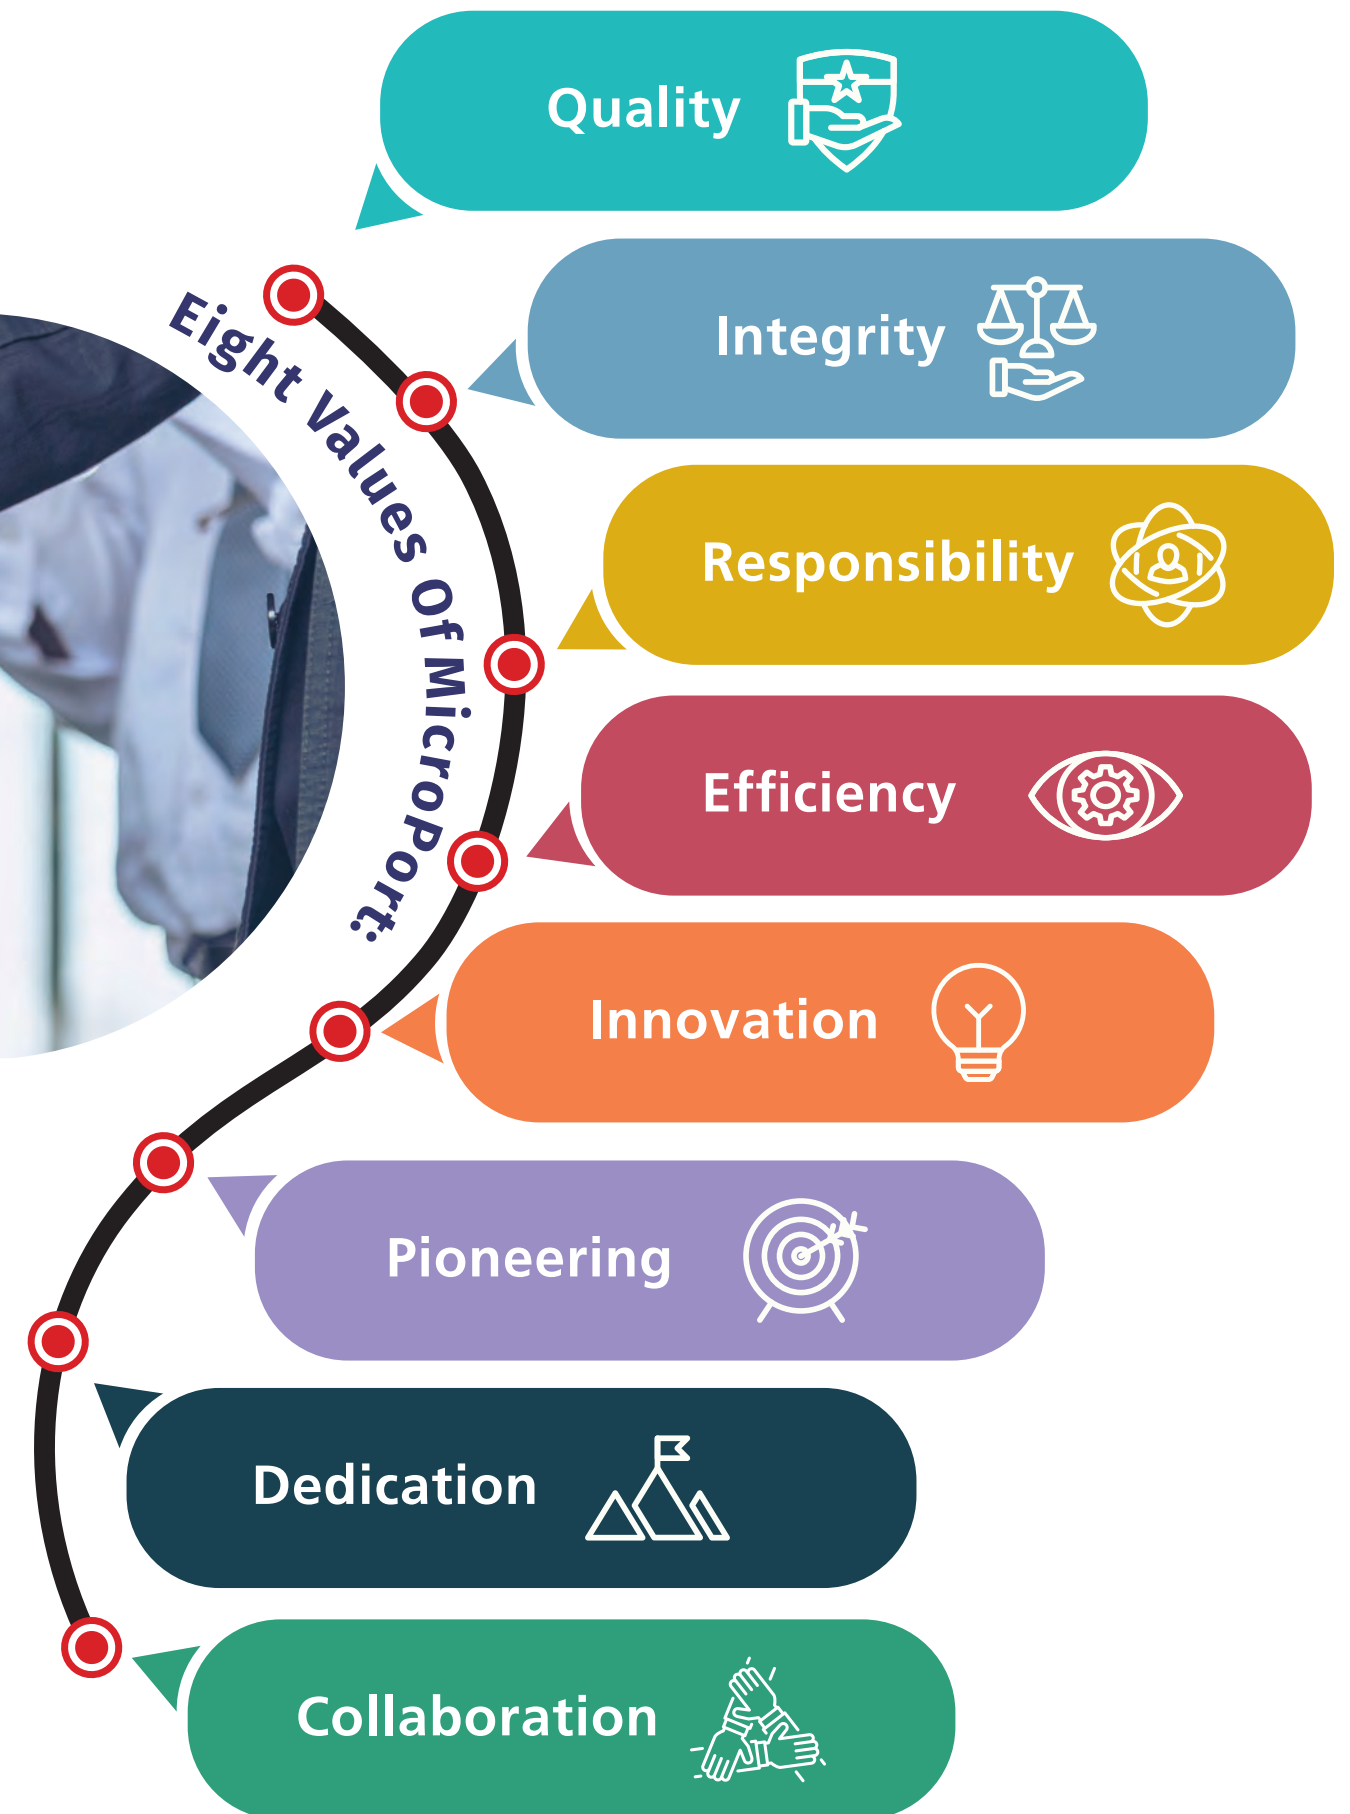 Eight Values Of MicroPort:
Quality
Integrity
Responsibility
Efficiency
Innovation
Pioneering
Dedication
Collaboration